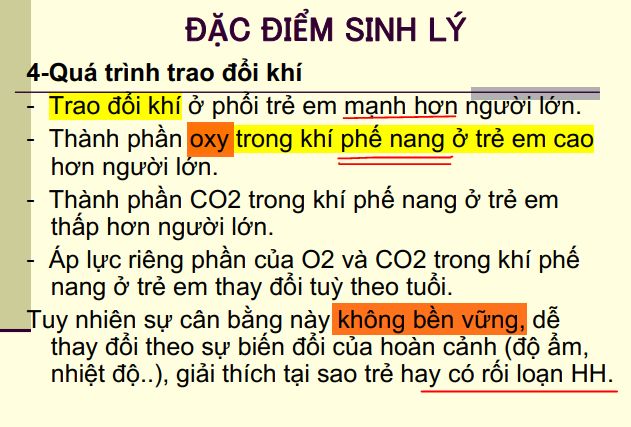 ĐẶC ĐIỂM SINH LÝ
4-Quá trình trao đổi khí
- Trao đổi khí ở phổi trẻ em mạnh hơn người lớn.
- Thành phần oxy trong khí phế nang ở trẻ em cao
hơn người lớn.
- Thành phần CO2 trong khí phế nang ở trẻ em
thấp hơn người lớn.
- Áp lực riêng phần của O2 và CO2 trong khí phế
nang ở trẻ em thay đổi tuỳ theo tuổi.
Tuy nhiên sự cân bằng này không bền vững, dễ
thay đổi theo sự biến đổi của hoàn cảnh (độ ẩm,
nhiệt độ..), giải thích tại sao trẻ hay có rối loạn HH.